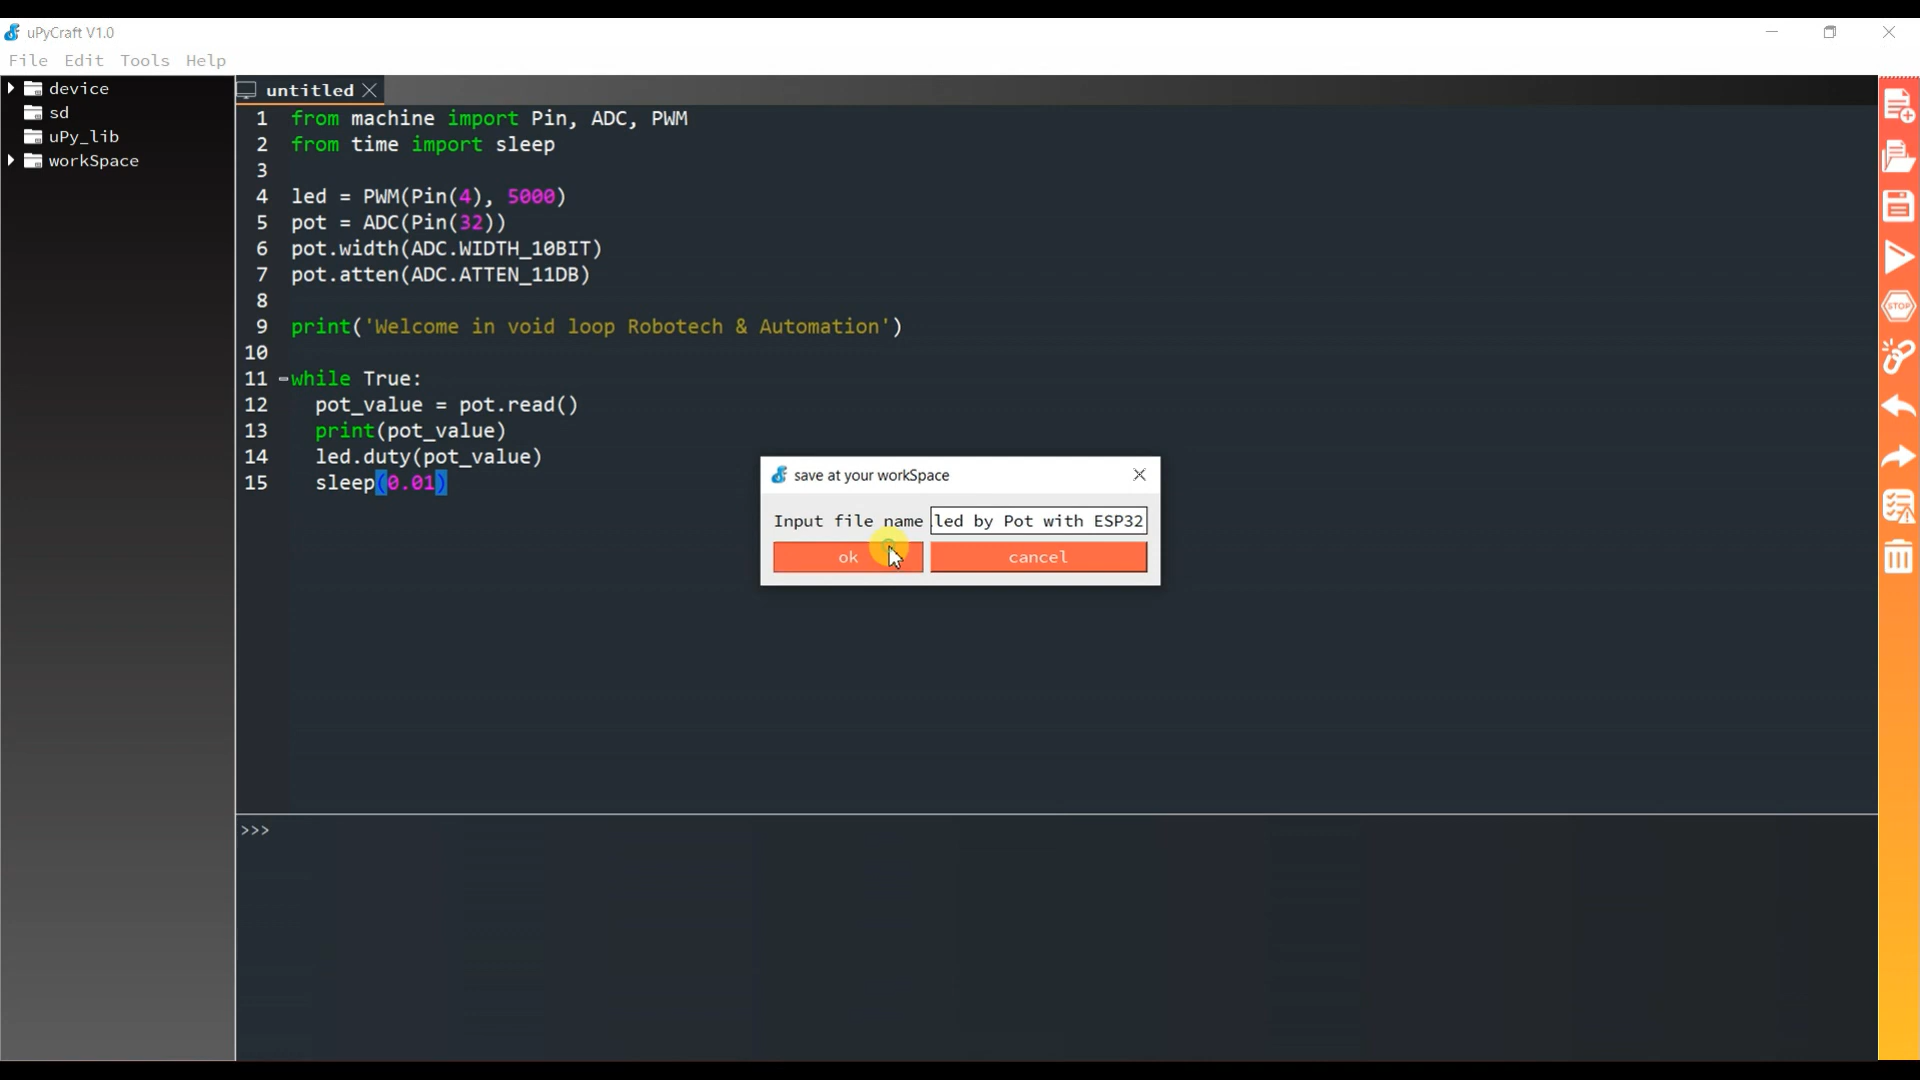 uPyCraft V1.0
File Edit Tools Help
device
sd
uPy_lib
workSpace
untitled
1 from machine import Pin, ADC, PWM
2 from time import sleep
3
4 led = PWM(Pin(4), 5000)
5 pot = ADC(Pin(32))
6 pot.width(ADC.WIDTH_10BIT)
7 pot.atten(ADC.ATTEN_11DB)
8
9 print('Welcome in void loop Robotech & Automation')
10
11 while True:
12 pot_value = pot.read()
13 print(pot_value)
14 led.duty(pot_value)
15 sleep(0.01)
save at your workSpace
Input file name led by Pot with ESP32
ok cancel
>>>
STOP